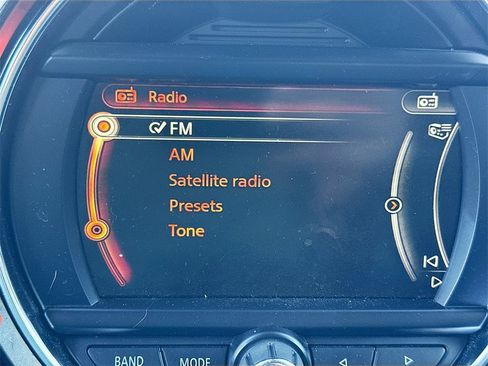 Radio
FM
AM
Satellite radio
Presets
Tone
BAND MODE